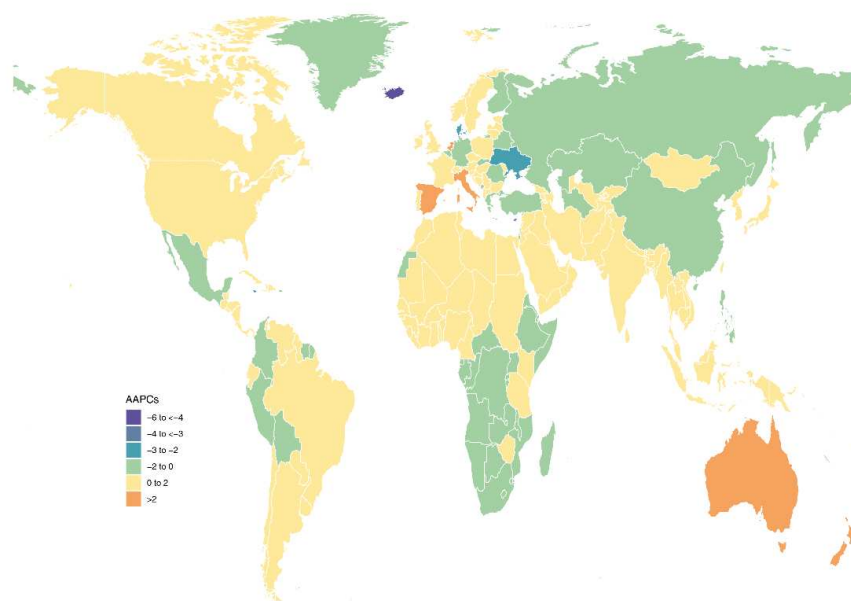 AAPCs
−6 to <−4
−4 to <−3
−3 to −2
−2 to 0
0 to 2
>2